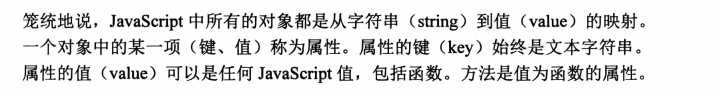 笼统地说，JavaScript 中所有的对象都是从字符串（string）到值（value）的映射。
一个对象中的某一项（键、值）称为属性。属性的键（key）始终是文本字符串。
属性的值（value）可以是任何 JavaScript 值，包括函数。方法是值为函数的属性。